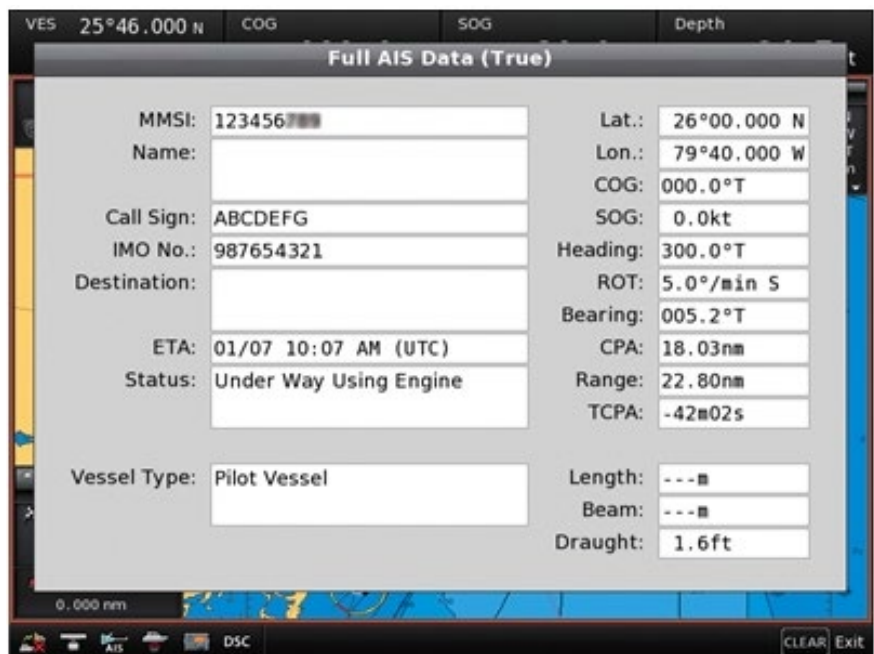 VES 25°46.000 N COG SOG Depth
Full AIS Data (True)
t
MMSI: 123456
Lat.: 26°00.000 N
Name:
Lon.: 79°40.000 W
COG: 000.0°T
Call Sign: ABCDEFG
SOG: 0.0kt
IMO No.: 987654321
Heading: 300.0°T
Destination:
ROT: 5.0°/min S
Bearing: 005.2°T
ETA: 01/07 10:07 AM (UTC)
CPA: 18.03nm
Status: Under Way Using Engine
Range: 22.80nm
TCPA: -42m02s
Vessel Type: Pilot Vessel
Length: ---m
Beam: ---m
Draught: 1.6ft
0.000 nm
AIS DSC CLEAR Exit